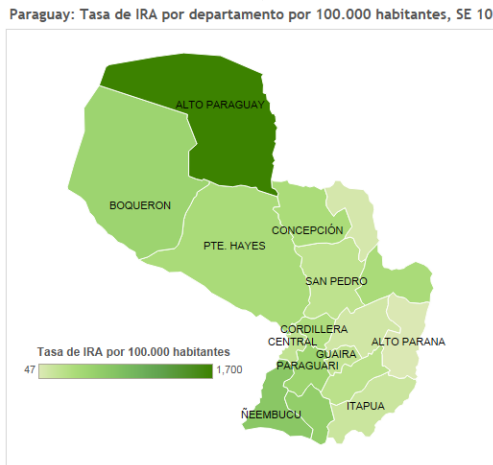 Paraguay: Tasa de IRA por departamento por 100.000 habitantes, SE 10
ALTO PARAGUAY
BOQUERON
CONCEPCIÓN
PTE. HAYES
SAN PEDRO
CORDILLERA
CENTRAL
ALTO PARANA
GUAIRA
PARAGUARI
ITAPUA
ÑEEMBUCU
Tasa de IRA por 100.000 habitantes
47 1,700